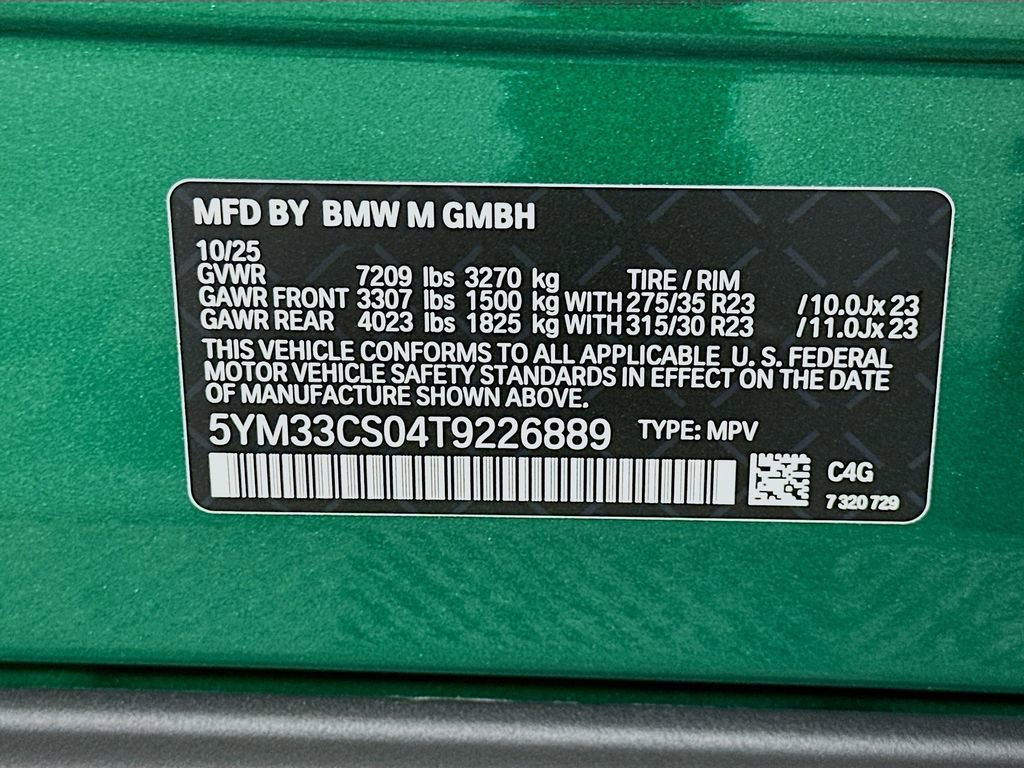 MFD BY BMW M GMBH
10/25
GVWR 7209 lbs 3270 kg TIRE / RIM
GAWR FRONT 3307 lbs 1500 kg WITH 275/35 R23 /10.0Jx 23
GAWR REAR 4023 lbs 1825 kg WITH 315/30 R23 /11.0Jx 23
THIS VEHICLE CONFORMS TO ALL APPLICABLE U. S. FEDERAL
MOTOR VEHICLE SAFETY STANDARDS IN EFFECT ON THE DATE
OF MANUFACTURE SHOWN ABOVE.
5YM33CS04T9226889 TYPE: MPV
C4G
7 320 729